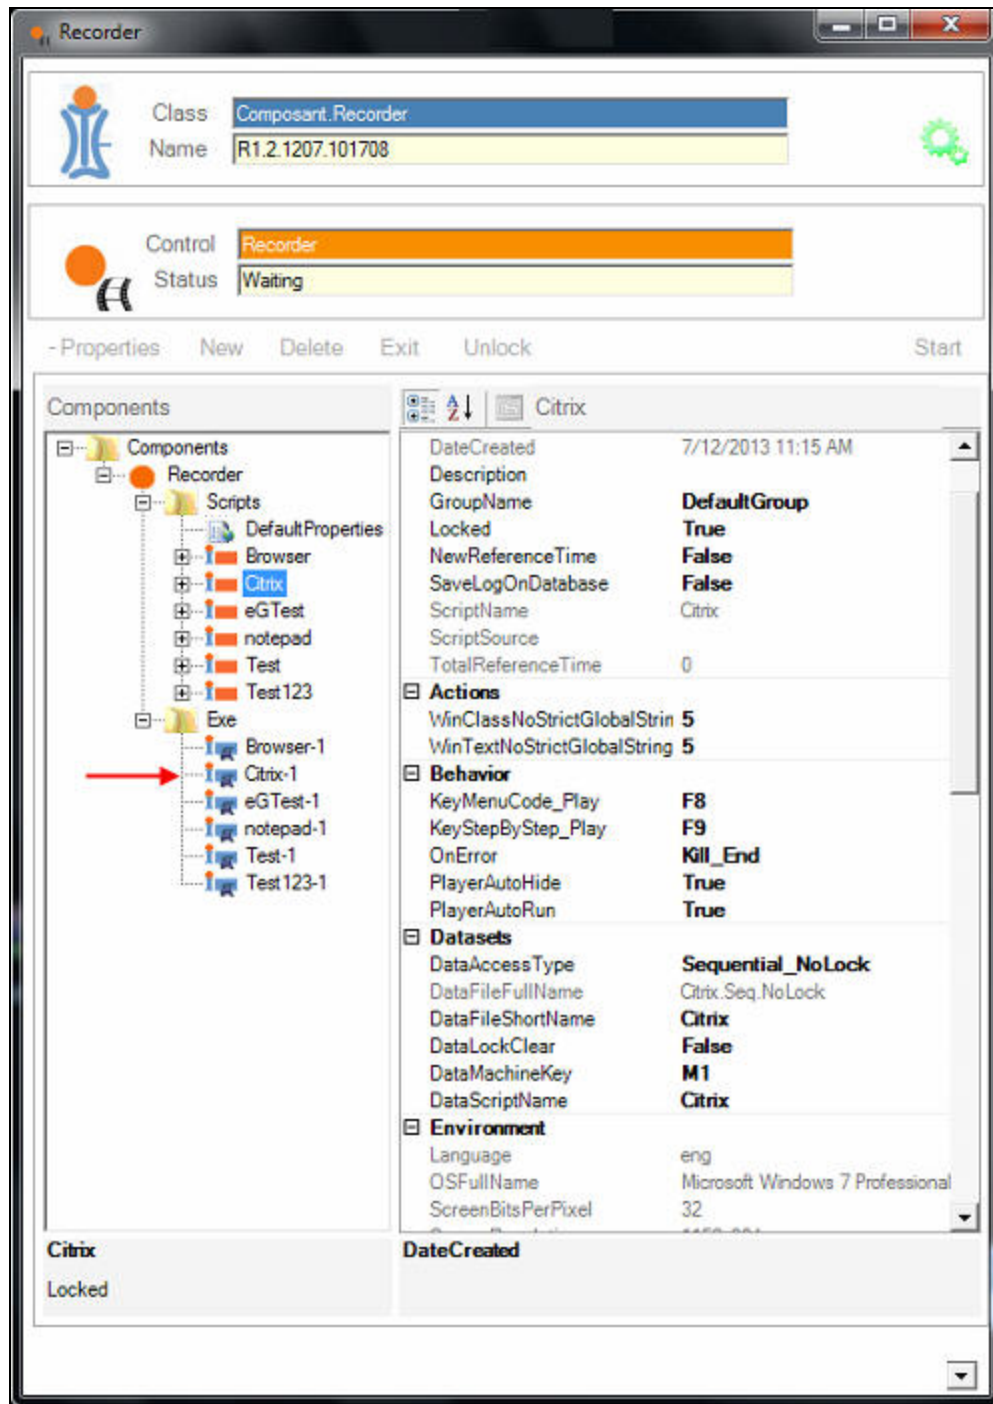 Recorder
Class Composant.Recorder
Name R1.2.1207.101708
Control Recorder
Status Waiting
- Properties New Delete Exit Unlock Start
Components
Citrix
Components
Recorder
Scripts
DefaultProperties
Browser
Citrix
eGTest
notepad
Test
Test123
Exe
Browser-1
Citrix-1
eGTest-1
notepad-1
Test-1
Test123-1
DateCreated 7/12/2013 11:15 AM
Description
GroupName DefaultGroup
Locked True
NewReferenceTime False
SaveLogOnDatabase False
ScriptName Citrix
ScriptSource
TotalReferenceTime 0
Actions
WinClassNoStrictGlobalStrin 5
WinTextNoStrictGlobalString 5
Behavior
KeyMenuCode_Play F8
KeyStepByStep_Play F9
OnError Kill_End
PlayerAutoHide True
PlayerAutoRun True
Datasets
DataAccessType Sequential_NoLock
DataFileFullName Citrix.Seq.NoLock
DataFileShortName Citrix
DataLockClear False
DataMachineKey M1
DataScriptName Citrix
Environment
Language eng
OSFullName Microsoft Windows 7 Professional
ScreenBitsPerPixel 32
Citrix
Locked
DateCreated